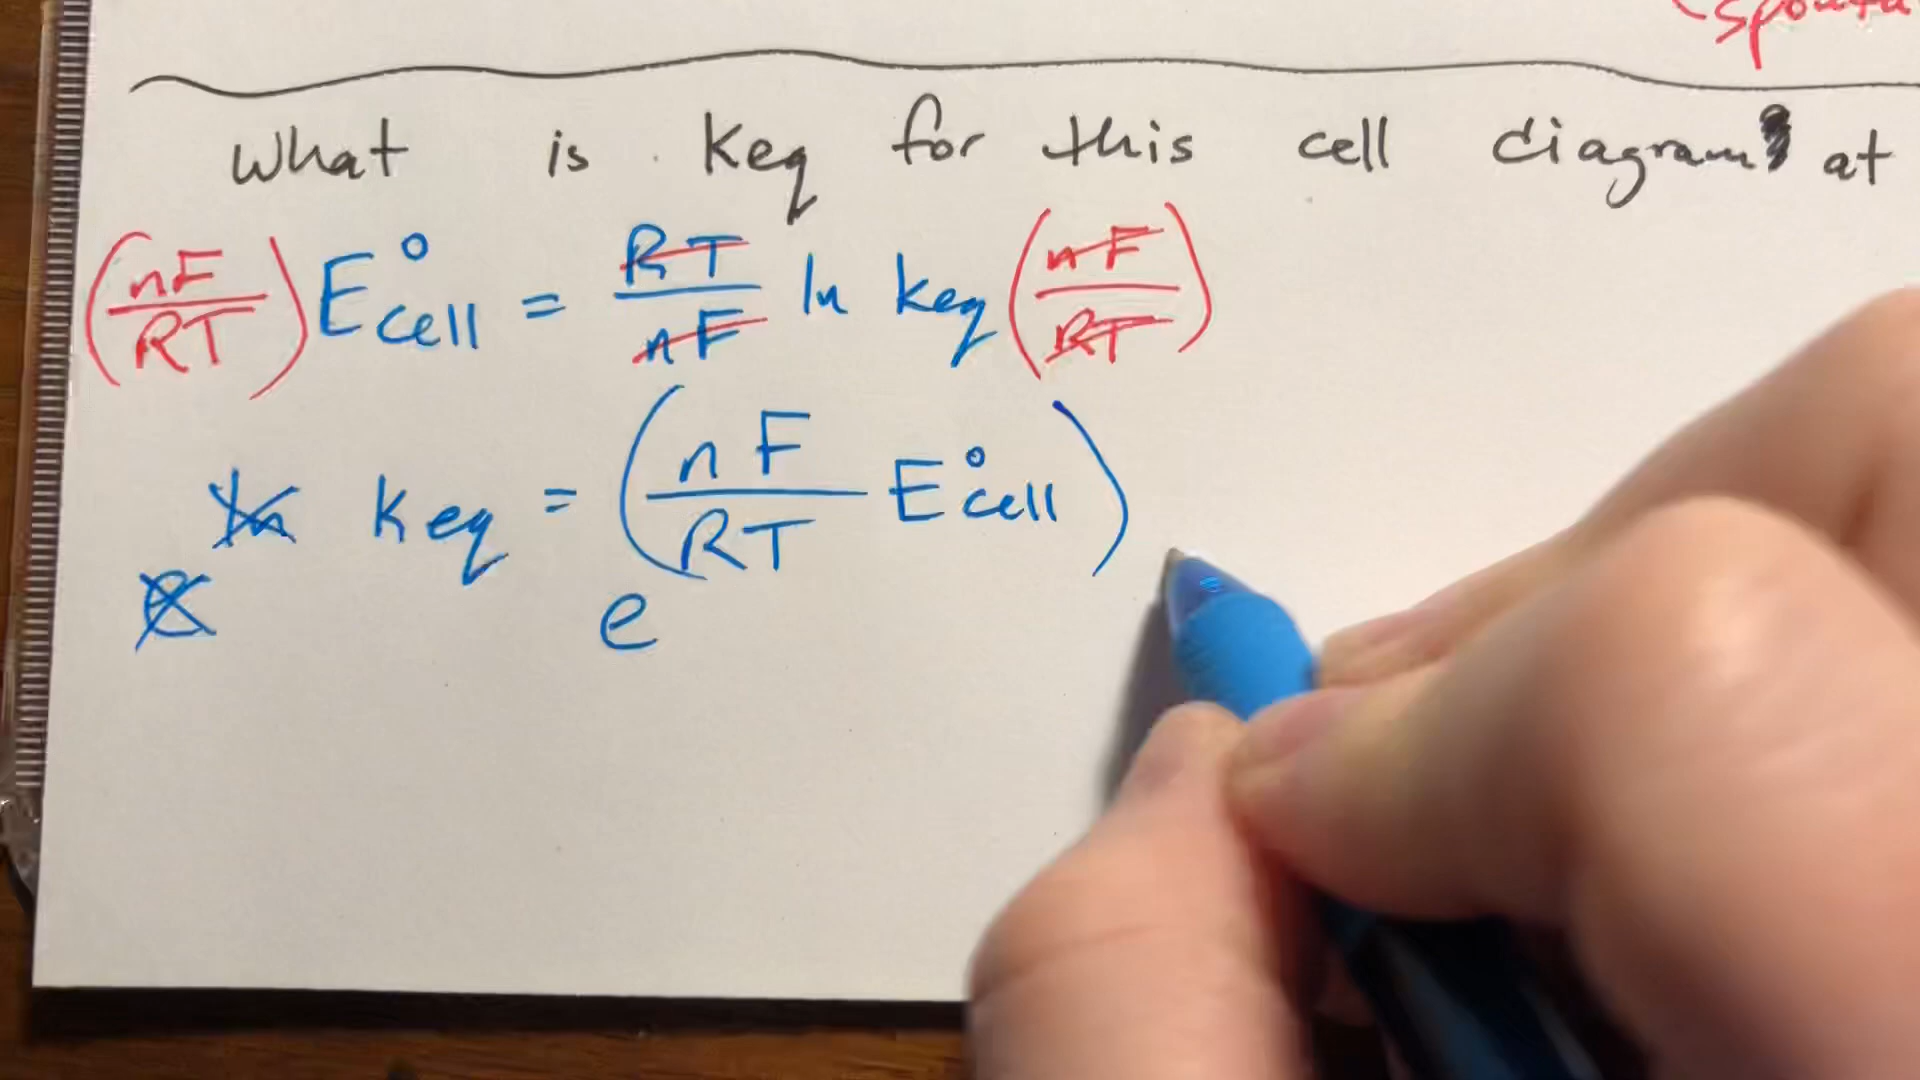 What is Keq for this cell diagram at
(nF/RT) E°cell = RT/nF ln Keq (nF/RT)
ln Keq = (nF/RT E°cell)
e e